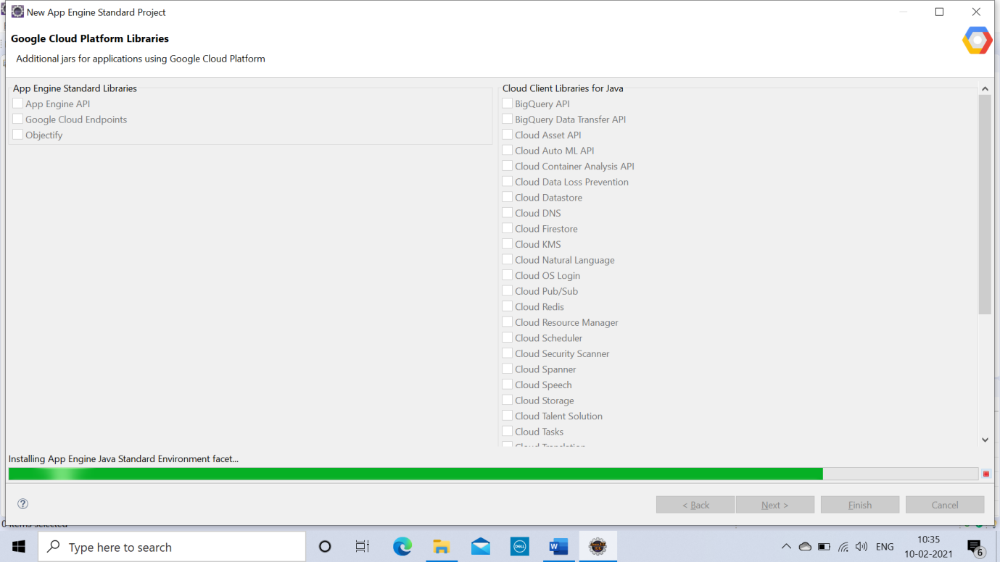 New App Engine Standard Project
Google Cloud Platform Libraries
Additional jars for applications using Google Cloud Platform
App Engine Standard Libraries
App Engine API
Google Cloud Endpoints
Objectify
Cloud Client Libraries for Java
BigQuery API
BigQuery Data Transfer API
Cloud Asset API
Cloud Auto ML API
Cloud Container Analysis API
Cloud Data Loss Prevention
Cloud Datastore
Cloud DNS
Cloud Firestore
Cloud KMS
Cloud Natural Language
Cloud OS Login
Cloud Pub/Sub
Cloud Redis
Cloud Resource Manager
Cloud Scheduler
Cloud Security Scanner
Cloud Spanner
Cloud Speech
Cloud Storage
Cloud Talent Solution
Cloud Tasks
Cloud Translation
Installing App Engine Java Standard Environment facet...
< Back
Next >
Finish
Cancel
0 items selected
Type here to search
DELL
W
ENG
10:35
10-02-2021
6